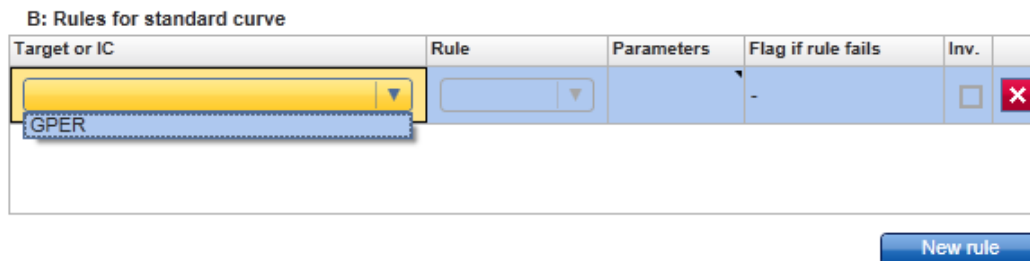 B: Rules for standard curve
Target or IC Rule Parameters Flag if rule fails Inv.
-
GPER
New rule